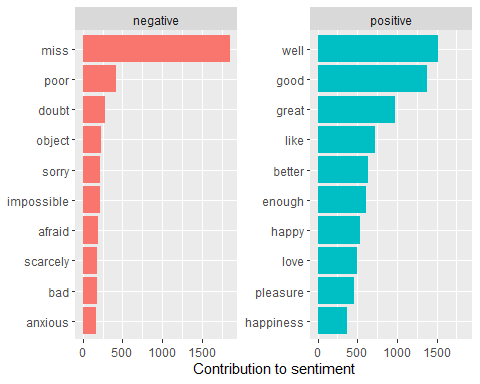 negative
positive
miss
poor
doubt
object
sorry
impossible
afraid
scarcely
bad
anxious
well
good
great
like
better
enough
happy
love
pleasure
happiness
0 500 1000 1500
0 500 1000 1500
Contribution to sentiment